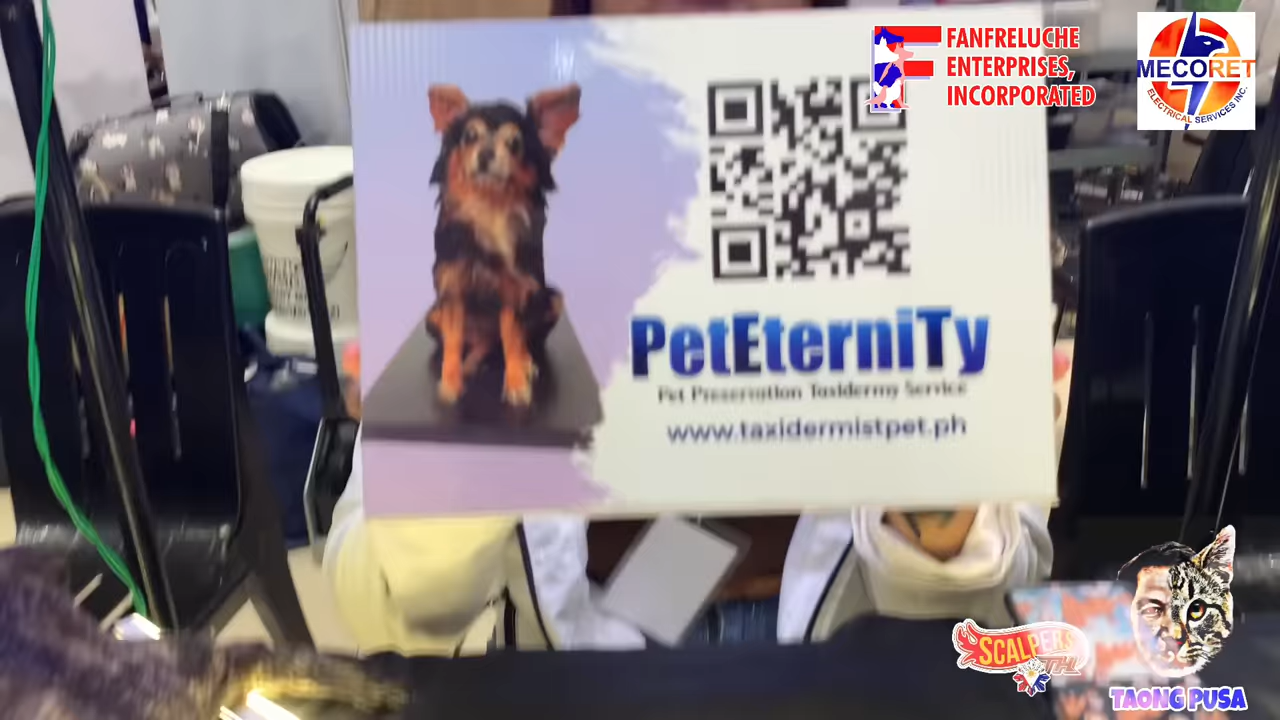 FANFRELUCHE
ENTERPRISES,
INCORPORATED
MECORET
ELECTRICAL SERVICES INC.
PetEterniTy
Pet Preservation Taxidermy Service
www.taxidermistpet.ph
SCALPERS
TAONG PUSA